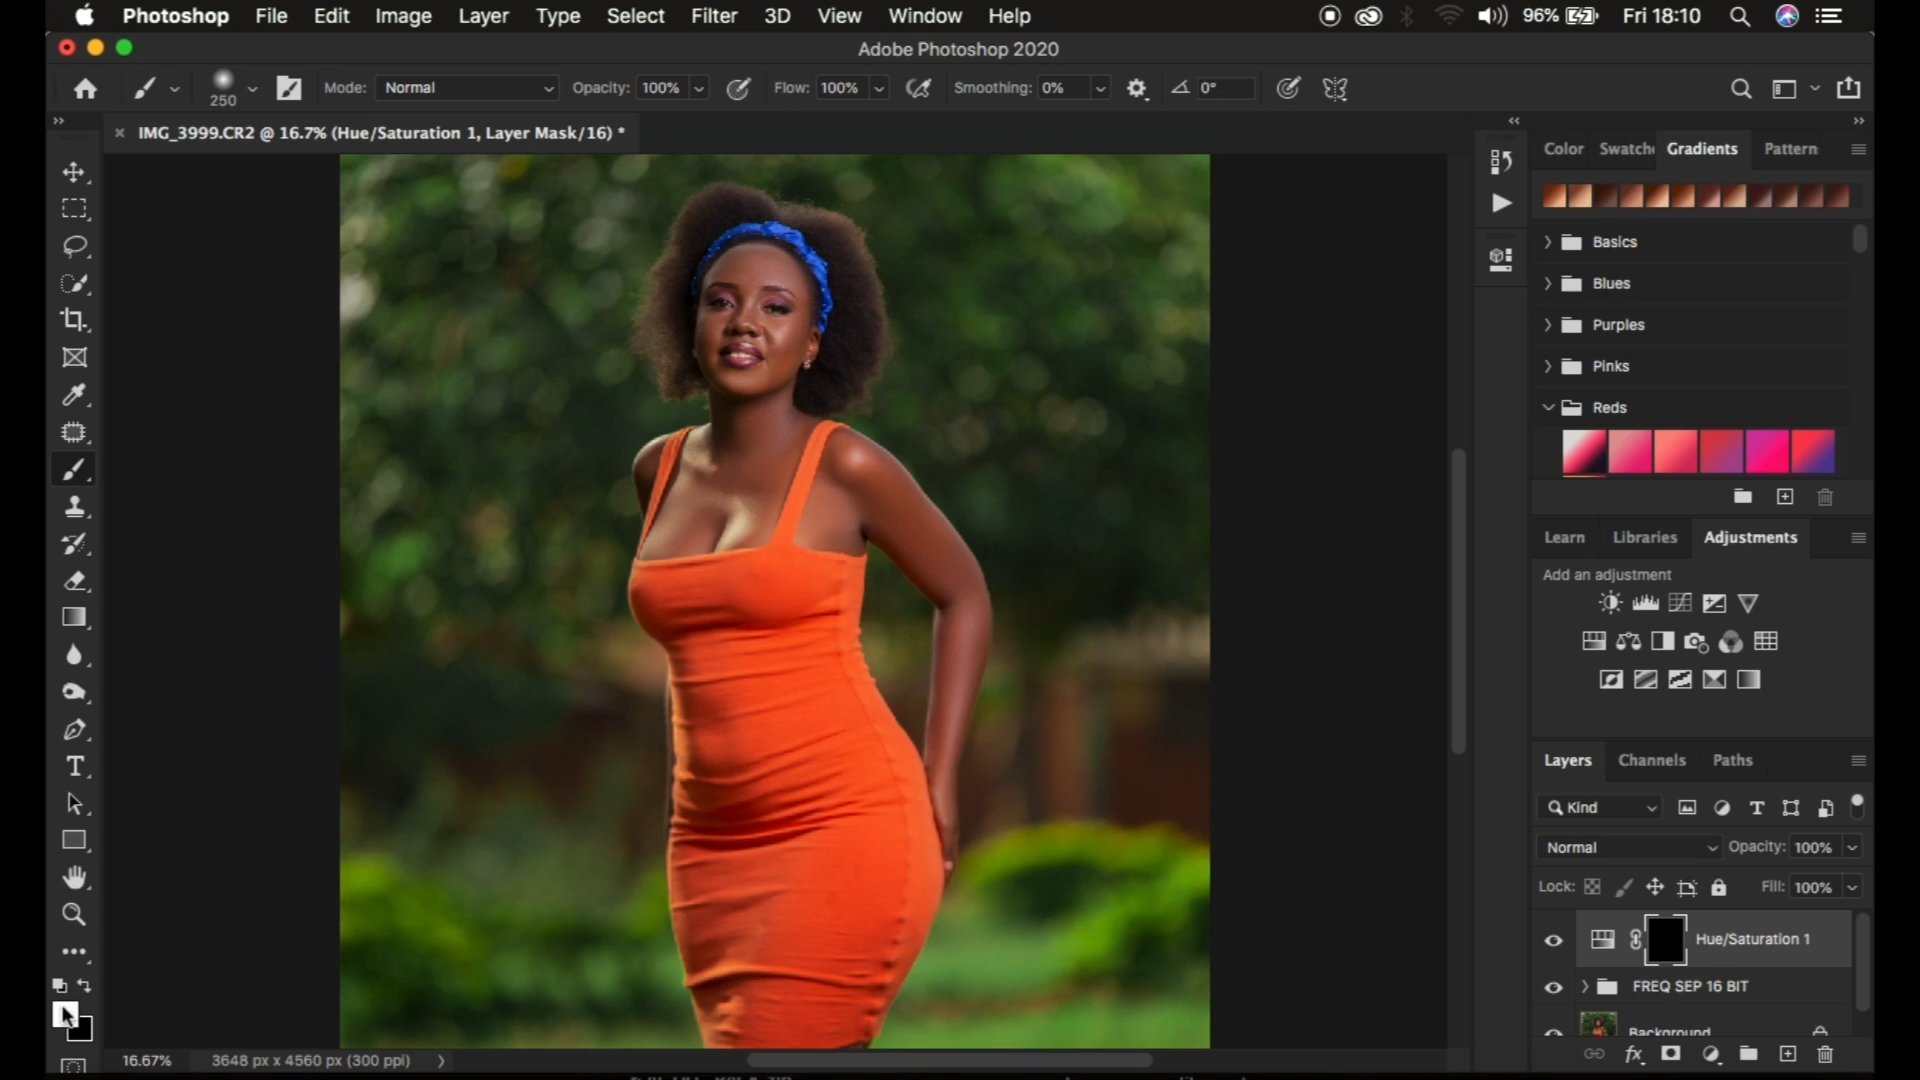 Photoshop File Edit Image Layer Type Select Filter 3D View Window Help 96% Fri 18:10
Adobe Photoshop 2020
250 Mode: Normal Opacity: 100% Flow: 100% Smoothing: 0% 0°
IMG_3999.CR2 @ 16.7% (Hue/Saturation 1, Layer Mask/16) *
Color Swatche Gradients Pattern
Basics
Blues
Purples
Pinks
Reds
Learn Libraries Adjustments
Add an adjustment
Layers Channels Paths
Kind
Normal Opacity: 100%
Lock: Fill: 100%
Hue/Saturation 1
FREQ SEP 16 BIT
Background
16.67% 3648 px x 4560 px (300 ppi)